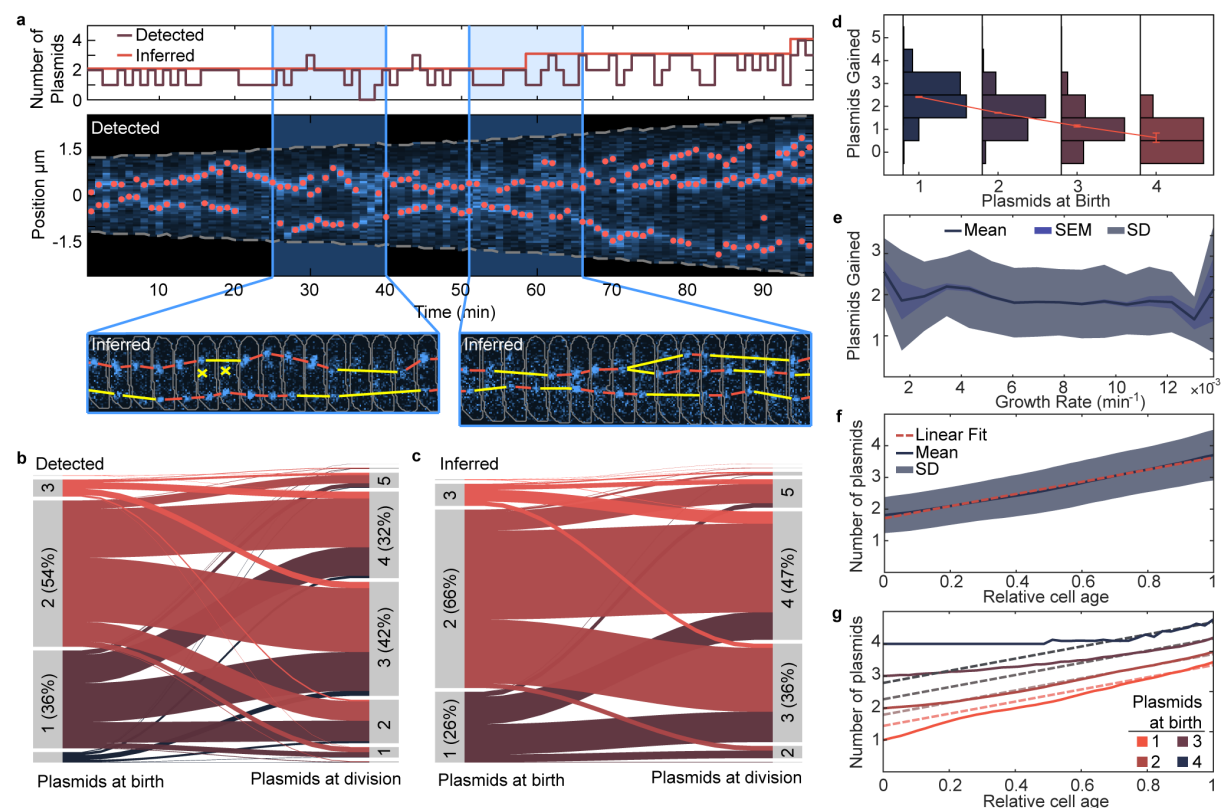 a
Number of
Plasmids
4
2
0
Detected
Inferred
Detected
Position µm
1.5
0
-1.5
10 20 30 40 50 60 70 80 90
Time (min)
Inferred
Inferred
b
Detected
3
2 (54%)
1 (36%)
5
4 (32%)
3 (42%)
2
1
Plasmids at birth
Plasmids at division
c
Inferred
3
2 (66%)
1 (26%)
5
4 (47%)
3 (36%)
2
Plasmids at birth
Plasmids at division
d
Plasmids Gained
5
4
3
2
1
0
1 2 3 4
Plasmids at Birth
e
Mean SEM SD
Plasmids Gained
3
2
1
2 4 6 8 10 12 ×10⁻³
Growth Rate (min⁻¹)
f
Linear Fit
Mean
SD
Number of plasmids
4
3
2
1
0 0.2 0.4 0.6 0.8 1
Relative cell age
g
Number of plasmids
4
3
2
1
Plasmids
at birth
1 3
2 4
0 0.2 0.4 0.6 0.8 1
Relative cell age